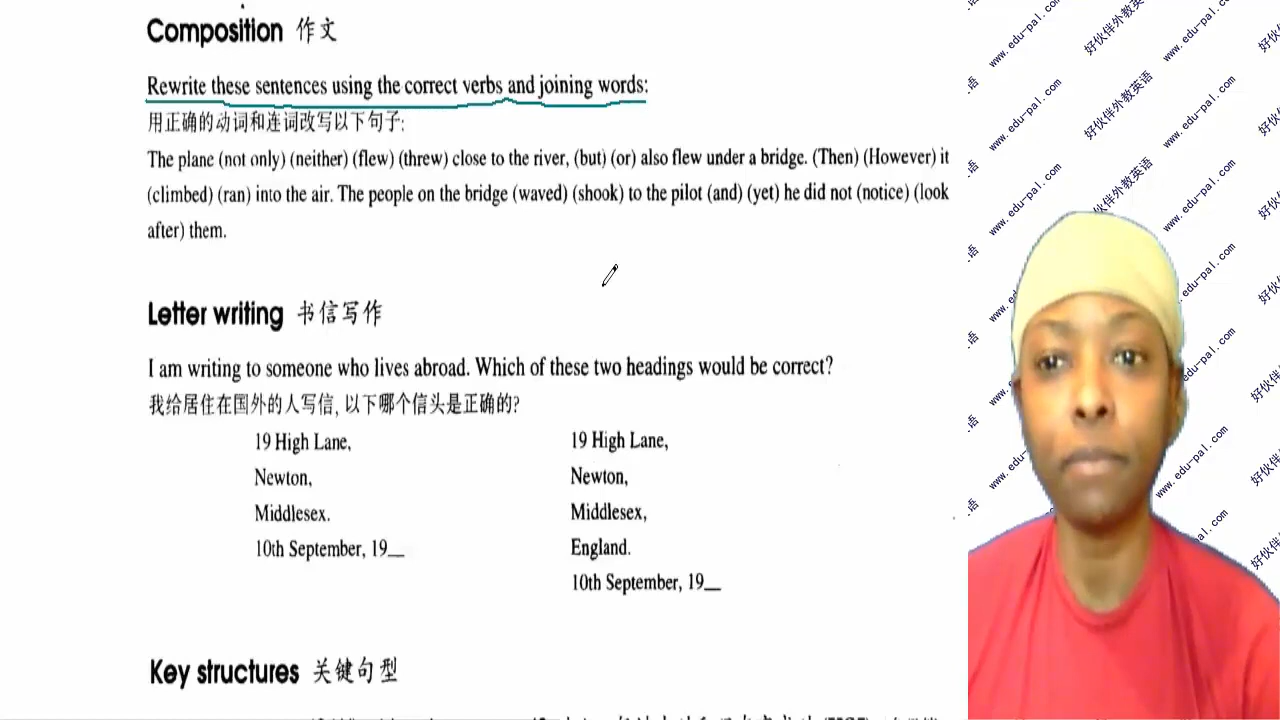 Composition 作文
Rewrite these sentences using the correct verbs and joining words:
用正确的动词和连词改写以下句子:
The plane (not only) (neither) (flew) (threw) close to the river, (but) (or) also flew under a bridge. (Then) (However) it
(climbed) (ran) into the air. The people on the bridge (waved) (shook) to the pilot (and) (yet) he did not (notice) (look
after) them.
Letter writing 书信写作
I am writing to someone who lives abroad. Which of these two headings would be correct?
我给居住在国外的人写信, 以下哪个信头是正确的?
19 High Lane,
Newton,
Middlesex.
10th September, 19__
19 High Lane,
Newton,
Middlesex,
England.
10th September, 19__
Key structures 关键句型
www.edu-pal.com
好伙伴外教英语